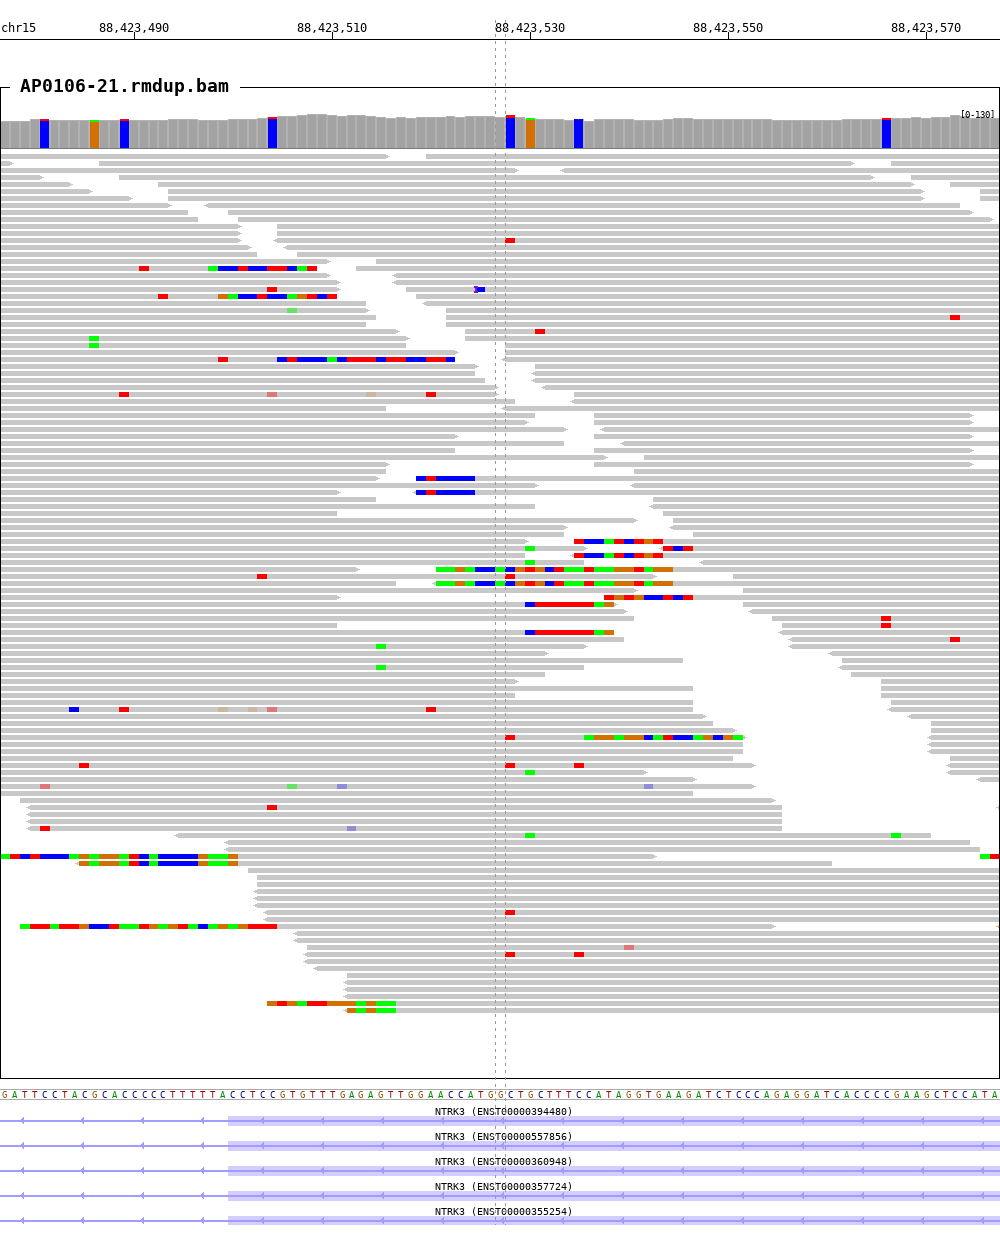 chr15 88,423,490 88,423,510 88,423,530 88,423,550 88,423,570
AP0106-21.rmdup.bam
[0-130]
G A T T C C T A C G C A C C C C C T T T T T A C C T C C G T G T T T G A G A G T T G G A A C C A T G G C T G C T T T C C A T A G G T G A A G A T C T C C C A G A G G A T C A C C C C G A A G C T C C A T A
NTRK3 (ENST00000394480)
NTRK3 (ENST00000557856)
NTRK3 (ENST00000360948)
NTRK3 (ENST00000357724)
NTRK3 (ENST00000355254)